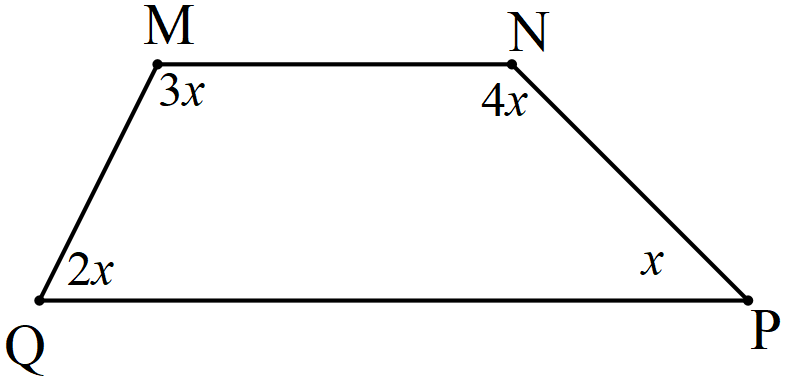 M N
3x 4x
2x x
Q P